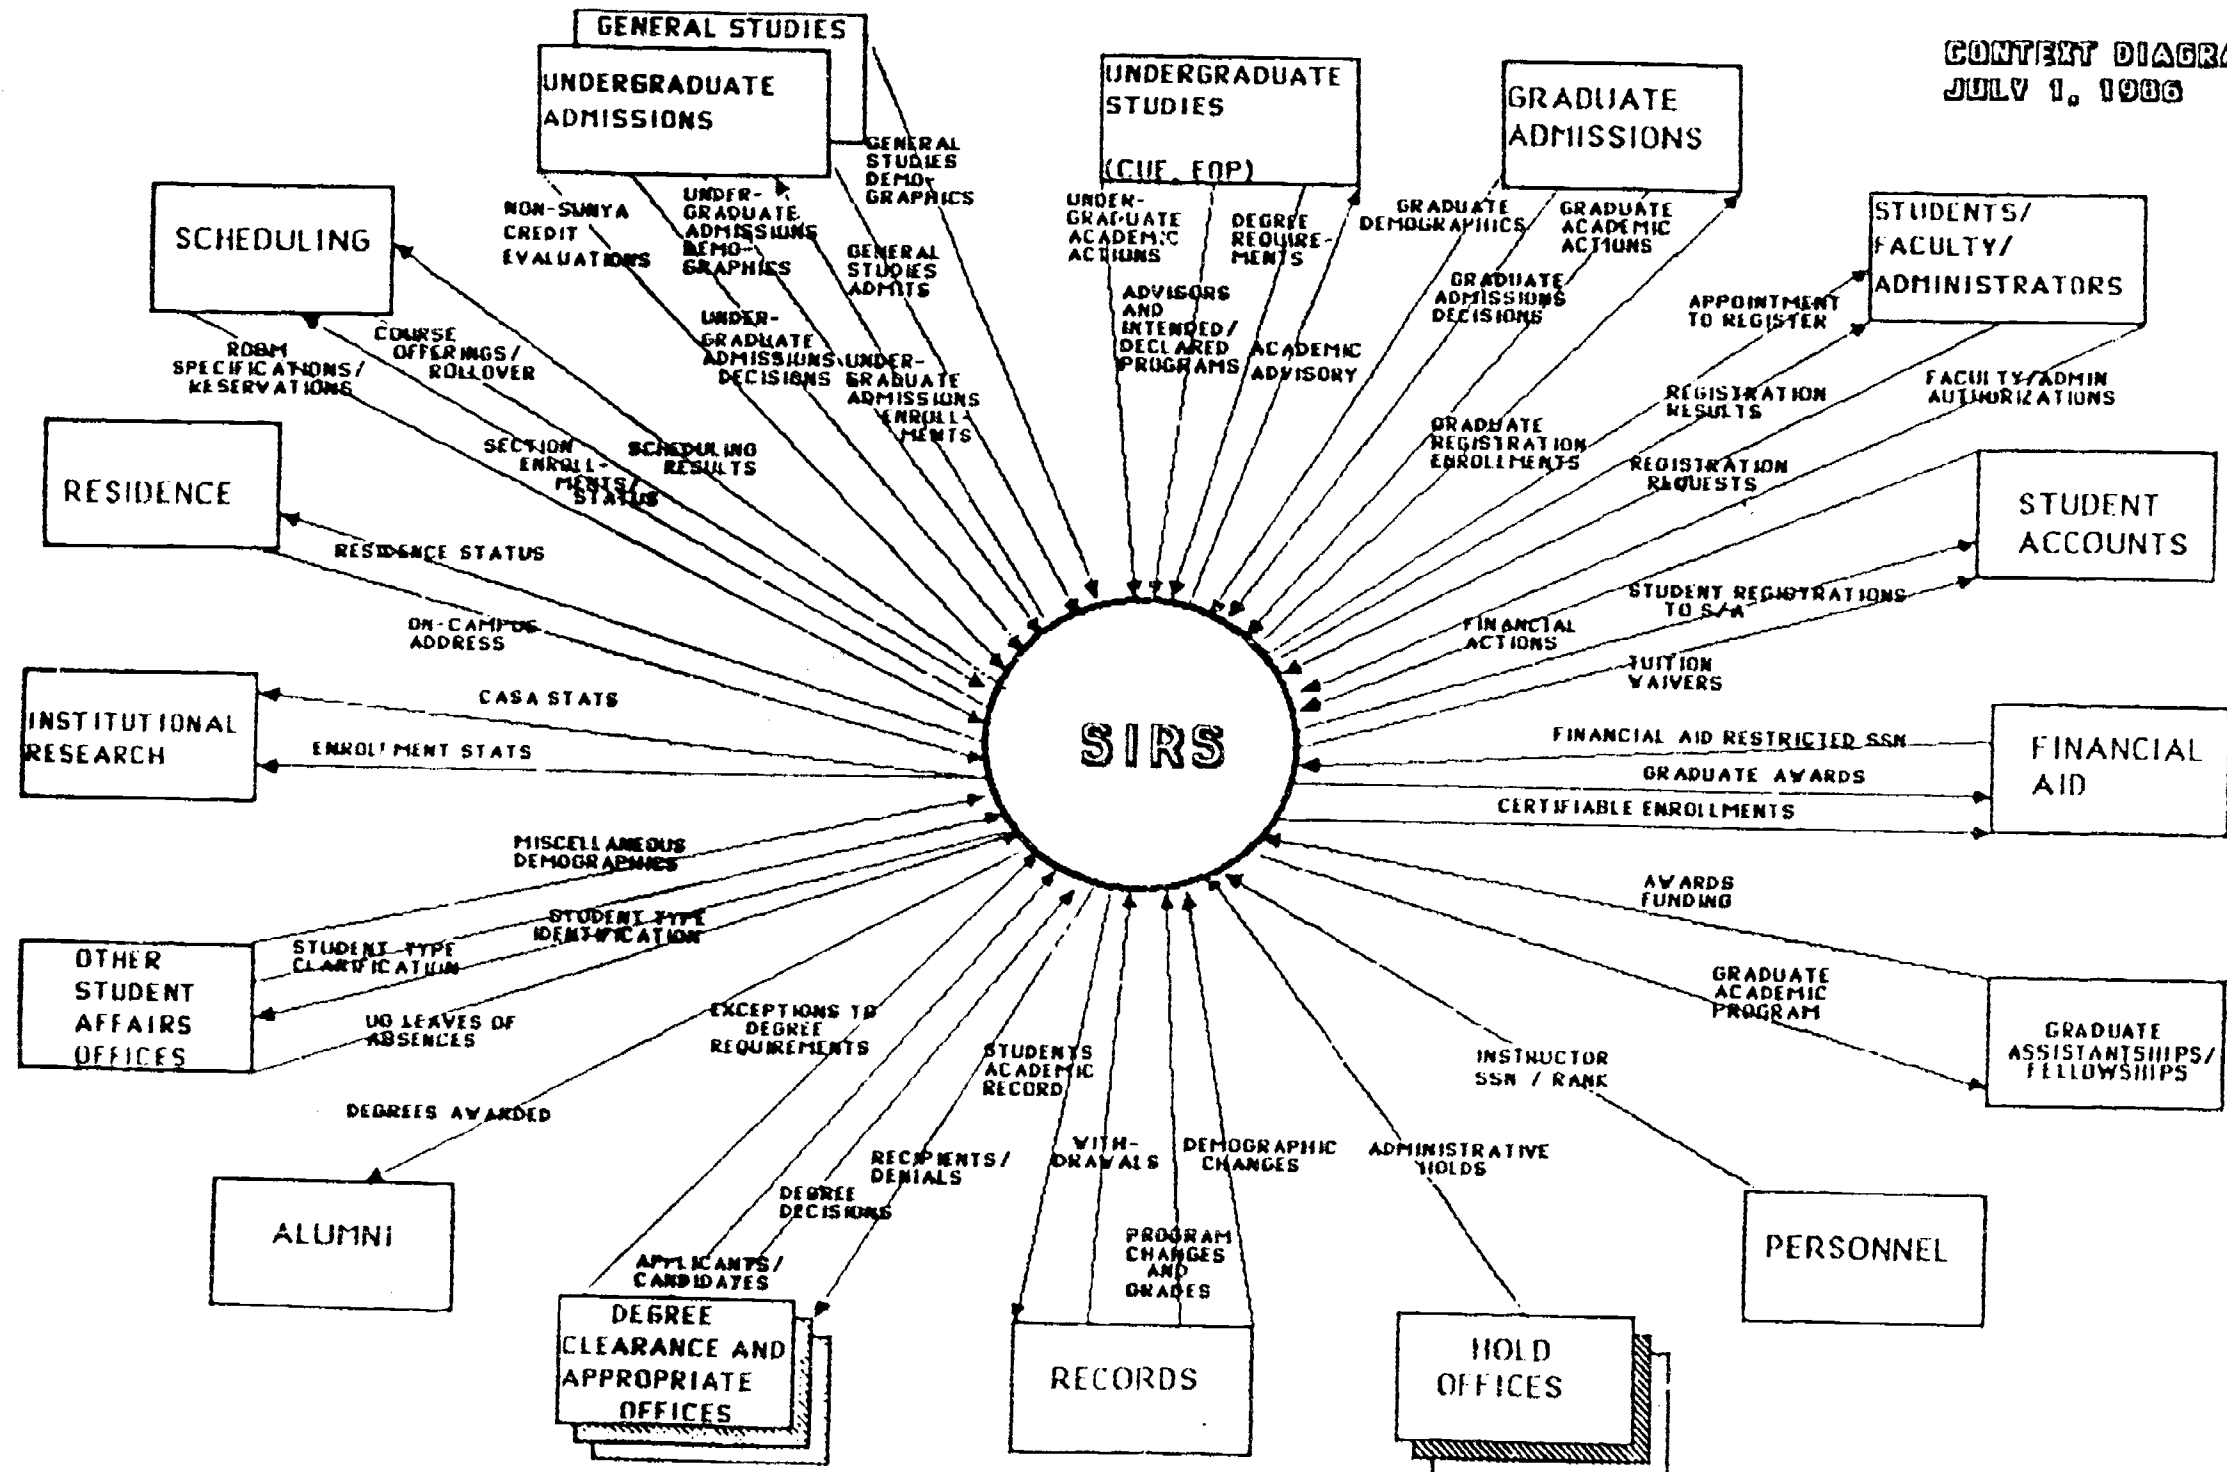 CONTEXT DIAGRA
JULY 1, 1986
GENERAL STUDIES
UNDERGRADUATE
ADMISSIONS
UNDERGRADUATE
STUDIES
(CUE, EOP)
GRADUATE
ADMISSIONS
STUDENTS/
FACULTY/
ADMINISTRATORS
SCHEDULING
NON-SUNYA
CREDIT
EVALUATIONS
UNDER-
GRADUATE
ADMISSIONS
DEMO-
GRAPHICS
GENERAL
STUDIES
DEMO-
GRAPHICS
GENERAL
STUDIES
ADMITS
UNDER-
GRADUATE
ACADEMIC
ACTIONS
DEGREE
REQUIRE-
MENTS
GRADUATE
DEMOGRAPHICS
GRADUATE
ACADEMIC
ACTIONS
ADVISORS
AND
INTENDED/
DECLARED
PROGRAMS
ACADEMIC
ADVISORY
GRADUATE
ADMISSIONS
DECISIONS
APPOINTMENT
TO REGISTER
ROOM
SPECIFICATIONS/
RESERVATIONS
COURSE
OFFERINGS/
ROLLOVER
UNDER-
GRADUATE
ADMISSIONS
DECISIONS
UNDER-
GRADUATE
ADMISSIONS
ENROLL-
MENTS
REGISTRATION
RESULTS
FACULTY/ADMIN
AUTHORIZATIONS
SECTION
ENROLL-
MENTS/
STATUS
SCHEDULING
RESULTS
GRADUATE
REGISTRATION
ENROLLMENTS
REGISTRATION
REQUESTS
RESIDENCE
STUDENT
ACCOUNTS
RESIDENCE STATUS
ON-CAMPUS
ADDRESS
STUDENT REGISTRATIONS
TO S/A
FINANCIAL
ACTIONS
TUITION
WAIVERS
INSTITUTIONAL
RESEARCH
CASA STATS
ENROLLMENT STATS
SIRS
FINANCIAL AID RESTRICTED SSN
GRADUATE AWARDS
CERTIFIABLE ENROLLMENTS
FINANCIAL
AID
MISCELLANEOUS
DEMOGRAPHICS
STUDENT TYPE
IDENTIFICATION
STUDENT TYPE
CLARIFICATION
OTHER
STUDENT
AFFAIRS
OFFICES
UG LEAVES OF
ABSENCES
AWARDS
FUNDING
GRADUATE
ACADEMIC
PROGRAM
GRADUATE
ASSISTANTSHIPS/
FELLOWSHIPS
EXCEPTIONS TO
DEGREE
REQUIREMENTS
STUDENTS
ACADEMIC
RECORD
INSTRUCTOR
SSN / RANK
DEGREES AWARDED
RECIPIENTS/
DENIALS
WITH-
DRAWALS
DEMOGRAPHIC
CHANGES
ADMINISTRATIVE
HOLDS
ALUMNI
DEGREE
DECISIONS
APPLICANTS/
CANDIDATES
PROGRAM
CHANGES
AND
GRADES
PERSONNEL
DEGREE
CLEARANCE AND
APPROPRIATE
OFFICES
RECORDS
HOLD
OFFICES